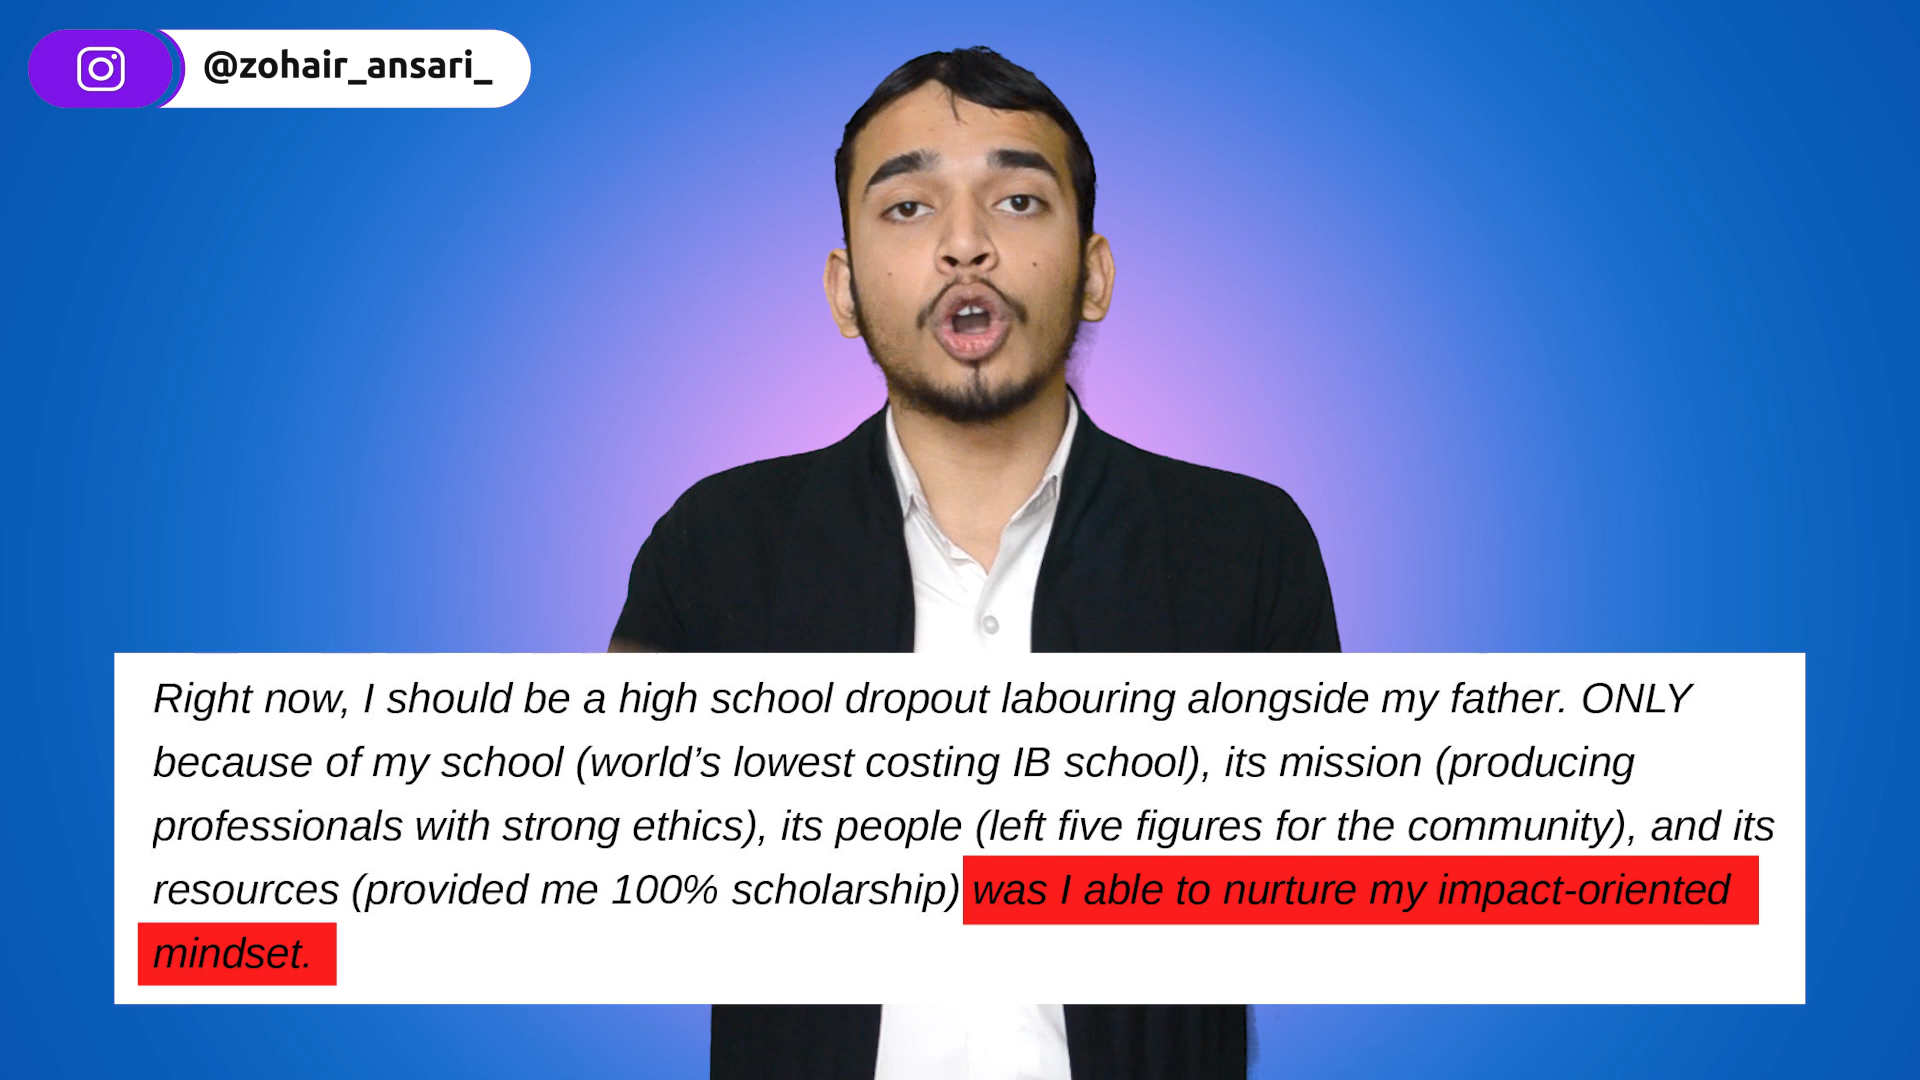 @zohair_ansari_
Right now, I should be a high school dropout labouring alongside my father. ONLY
because of my school (world’s lowest costing IB school), its mission (producing
professionals with strong ethics), its people (left five figures for the community), and its
resources (provided me 100% scholarship) was I able to nurture my impact-oriented
mindset.